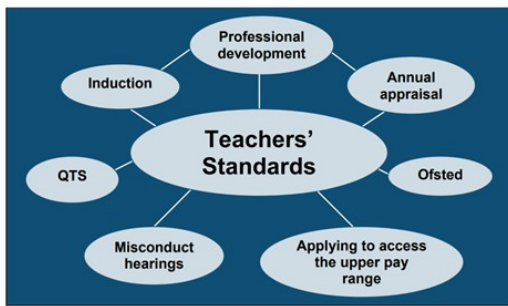 Professional
development
Induction
Annual
appraisal
Teachers’
Standards
QTS
Ofsted
Misconduct
hearings
Applying to access
the upper pay
range